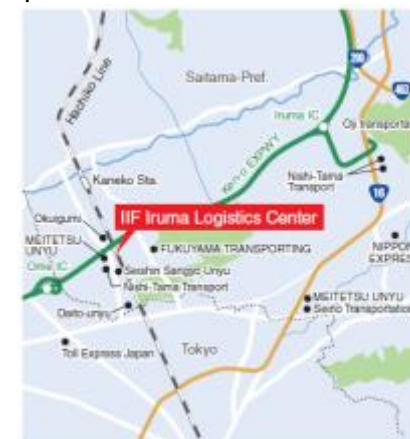 Hachiko Line
Saitama-Pref.
Iruma IC
Oji transporta
Ken-o EXPWY
Nishi-Tama
Transport
16
Kaneko Sta.
Okuigumi
IIF Iruma Logistics Center
MEITETSU
UNYU
FUKUYAMA TRANSPORTING
NIPPO
EXPRES
Ome IC
Seishin Sangyo Unyu
Nishi-Tama Transport
Daito-unyu
MEITETSU UNYU
Seino Transportation
Toll Express Japan
Tokyo